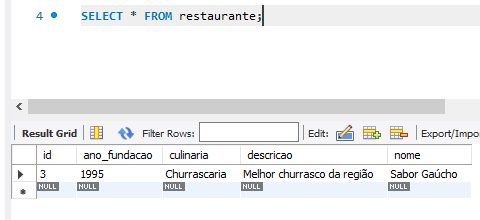 4 SELECT * FROM restaurante;
Result Grid Filter Rows: Edit: Export/Impo
id ano_fundacao culinaria descricao nome
3 1995 Churrascaria Melhor churrasco da região Sabor Gaúcho
NULL NULL NULL NULL NULL